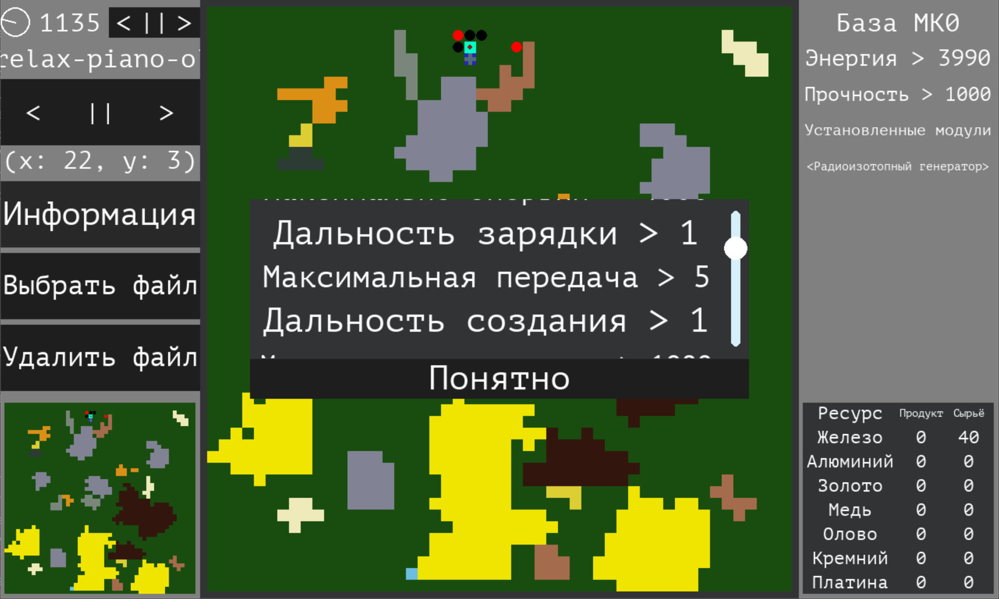 1135 < || >
relax-piano-o
< || >
(x: 22, y: 3)
Информация
Выбрать файл
Удалить файл
Дальность зарядки > 1
Максимальная передача > 5
Дальность создания > 1
Понятно
База МК0
Энергия > 3990
Прочность > 1000
Установленные модули
<Радиоизотопный генератор>
Ресурс Продукт Сырьё
Железо 0 40
Алюминий 0 0
Золото 0 0
Медь 0 0
Олово 0 0
Кремний 0 0
Платина 0 0